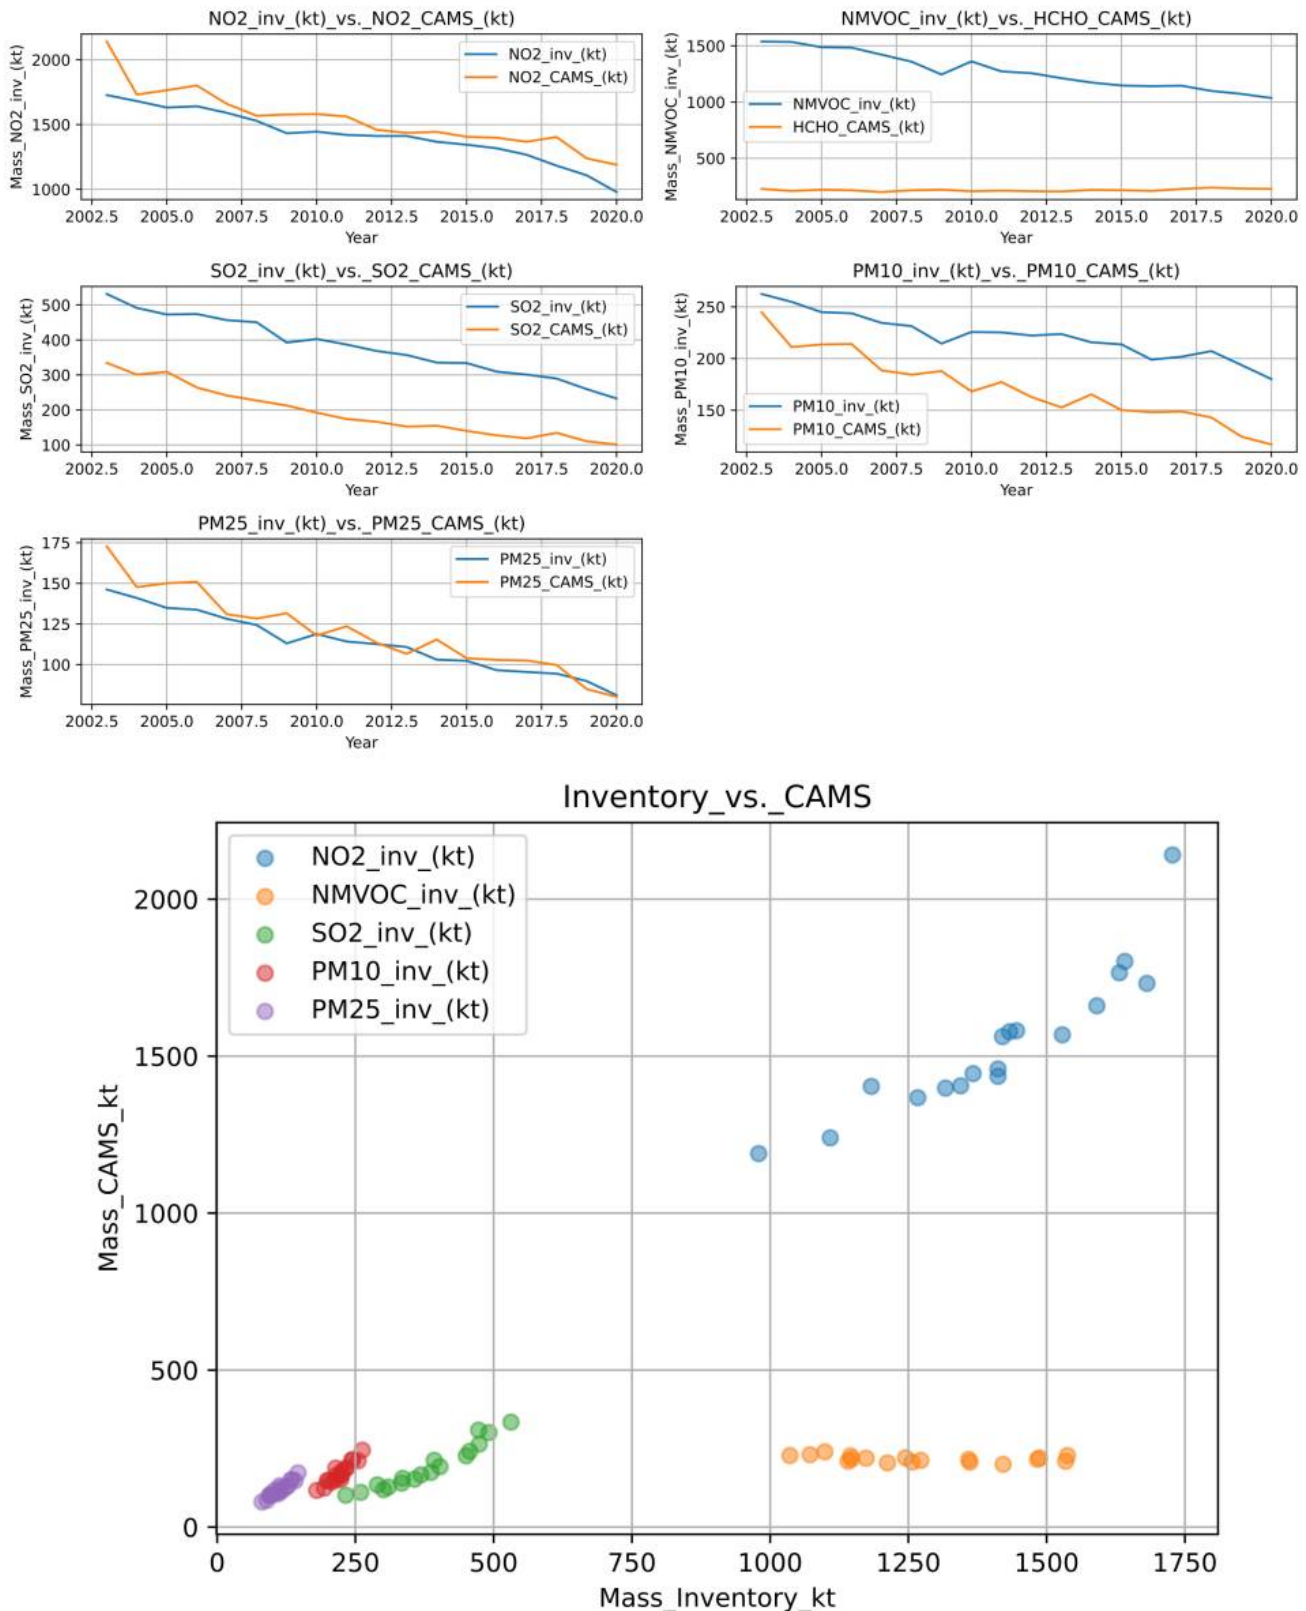 NO2_inv_(kt)_vs._NO2_CAMS_(kt)
Mass_NO2_inv_(kt)
2000
1500
1000
NO2_inv_(kt)
NO2_CAMS_(kt)
2002.5 2005.0 2007.5 2010.0 2012.5 2015.0 2017.5 2020.0
Year
NMVOC_inv_(kt)_vs._HCHO_CAMS_(kt)
Mass_NMVOC_inv_(kt)
1500
1000
500
NMVOC_inv_(kt)
HCHO_CAMS_(kt)
2002.5 2005.0 2007.5 2010.0 2012.5 2015.0 2017.5 2020.0
Year
SO2_inv_(kt)_vs._SO2_CAMS_(kt)
Mass_SO2_inv_(kt)
500
400
300
200
100
SO2_inv_(kt)
SO2_CAMS_(kt)
2002.5 2005.0 2007.5 2010.0 2012.5 2015.0 2017.5 2020.0
Year
PM10_inv_(kt)_vs._PM10_CAMS_(kt)
Mass_PM10_inv_(kt)
250
200
150
PM10_inv_(kt)
PM10_CAMS_(kt)
2002.5 2005.0 2007.5 2010.0 2012.5 2015.0 2017.5 2020.0
Year
PM25_inv_(kt)_vs._PM25_CAMS_(kt)
Mass_PM25_inv_(kt)
175
150
125
100
PM25_inv_(kt)
PM25_CAMS_(kt)
2002.5 2005.0 2007.5 2010.0 2012.5 2015.0 2017.5 2020.0
Year
Inventory_vs._CAMS
Mass_CAMS_kt
2000
1500
1000
500
0
NO2_inv_(kt)
NMVOC_inv_(kt)
SO2_inv_(kt)
PM10_inv_(kt)
PM25_inv_(kt)
0 250 500 750 1000 1250 1500 1750
Mass_Inventory_kt